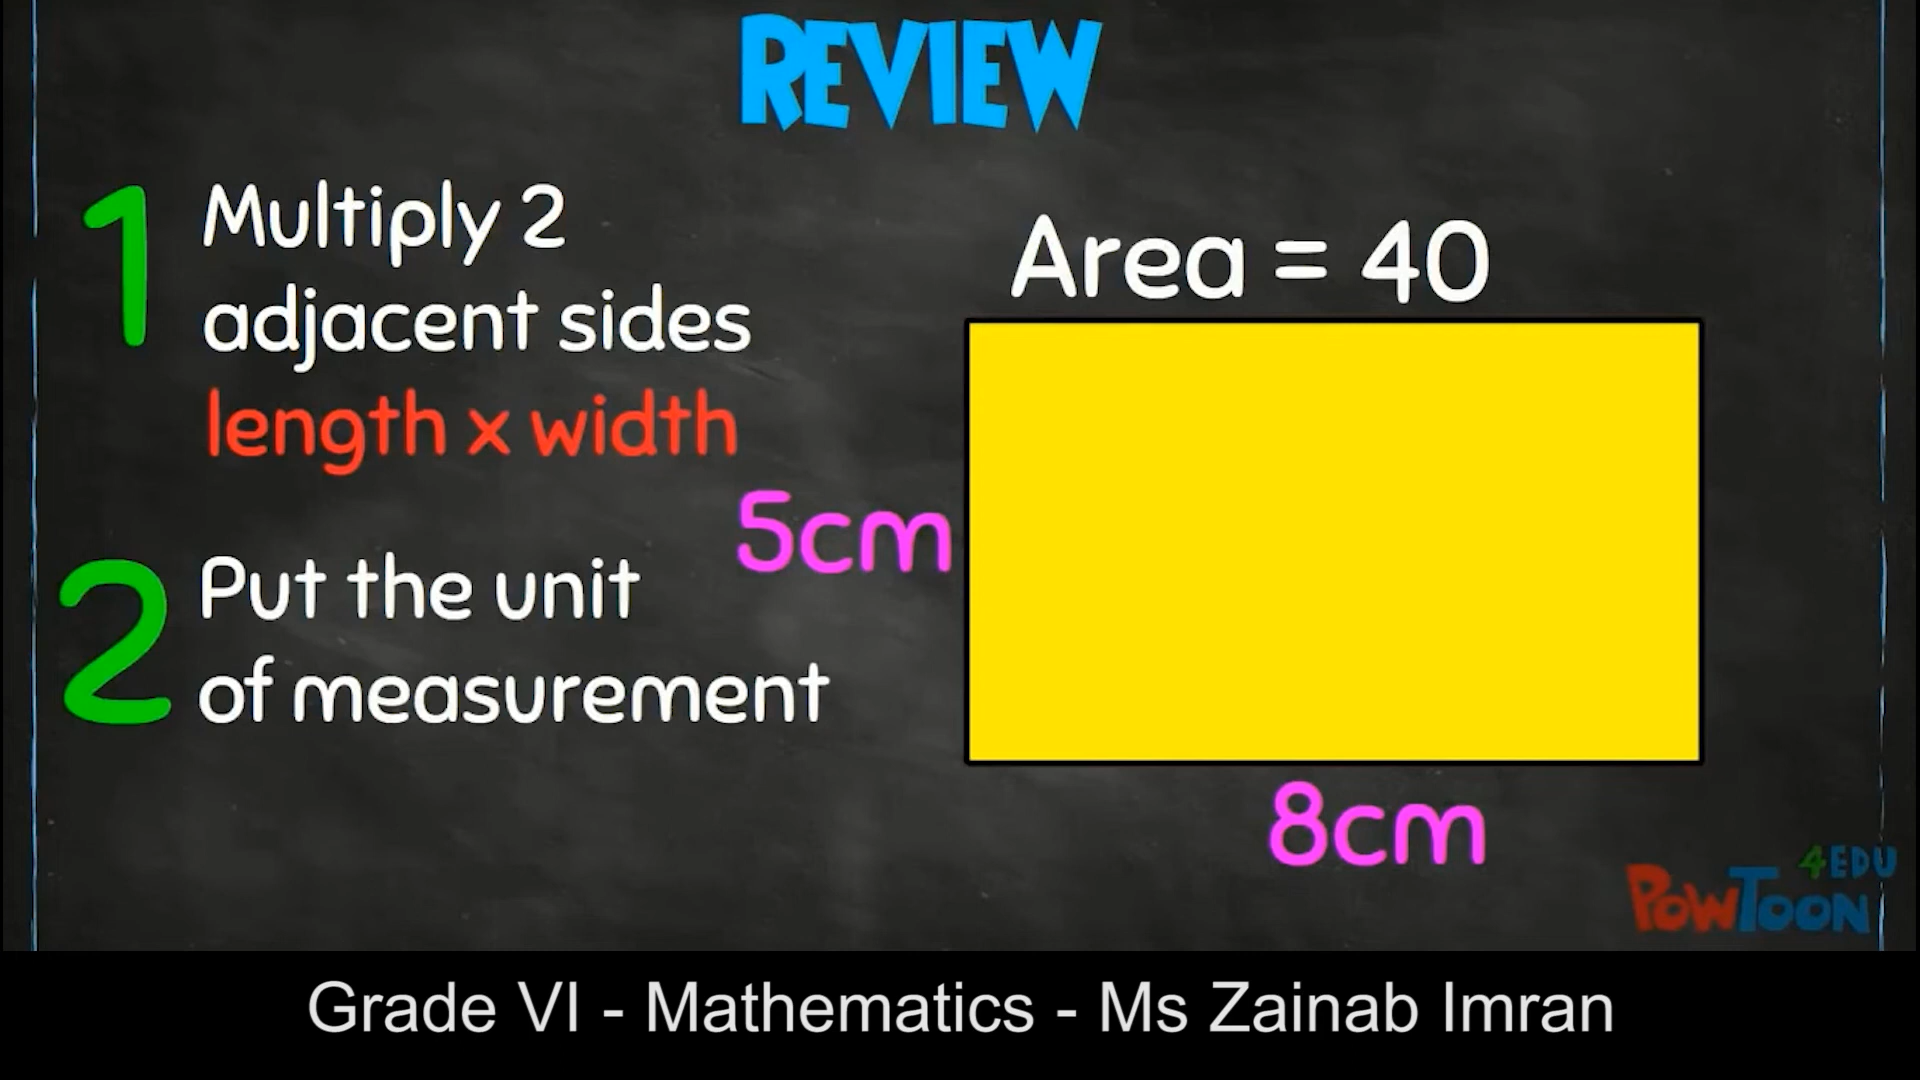 REVIEW
1 Multiply 2
adjacent sides
length x width
2 Put the unit
of measurement
Area = 40
5cm
8cm
4EDU
POWTOON
Grade VI - Mathematics - Ms Zainab Imran